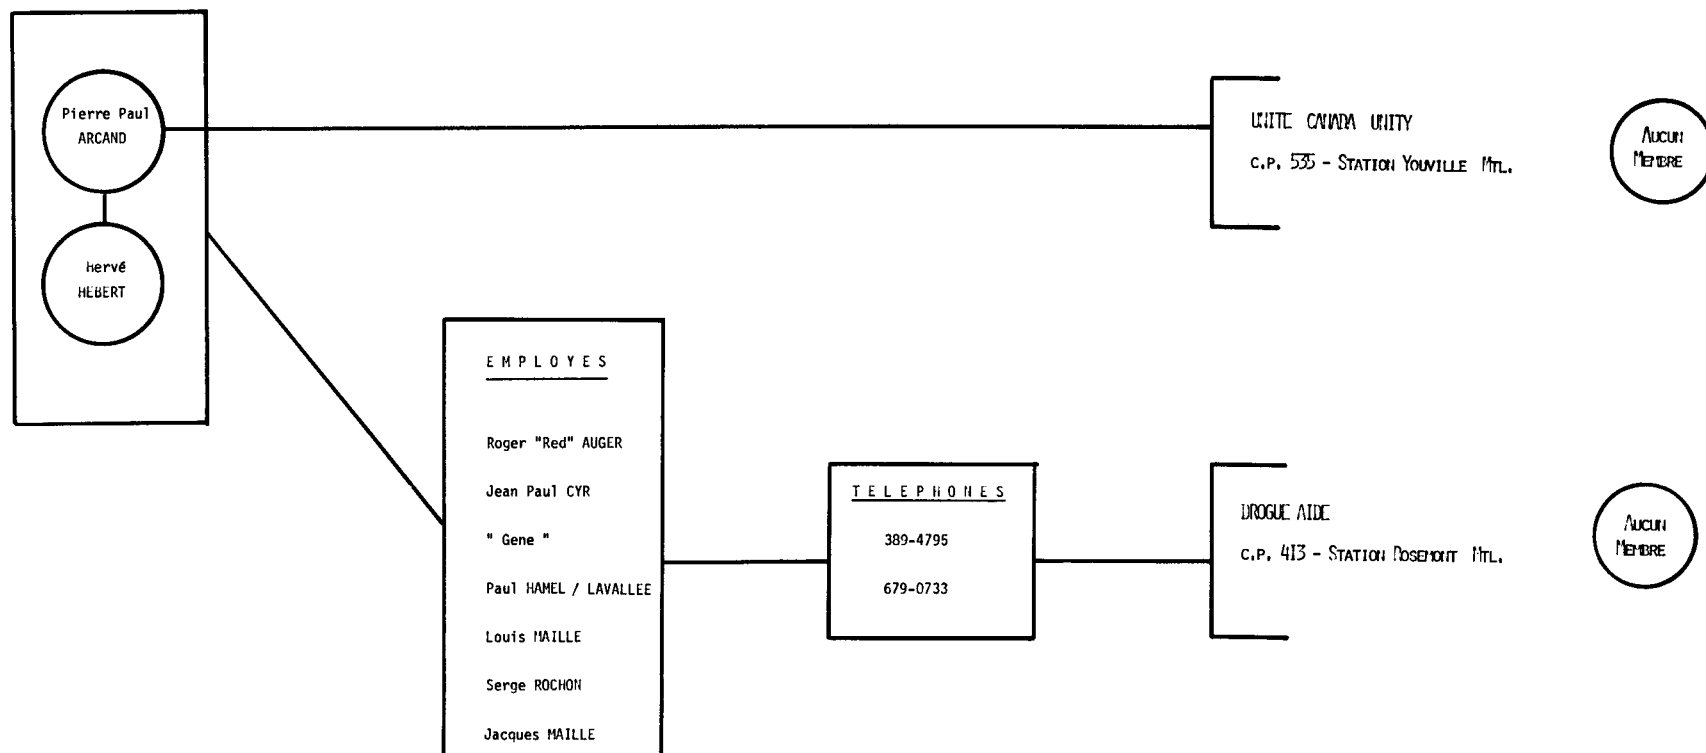 Pierre Paul
ARCAND
Hervé
HEBERT
UNITE CANADA UNITY
C.P. 535 - STATION YOUVILLE MTL.
AUCUN
MEMBRE
E M P L O Y E S
Roger "Red" AUGER
Jean Paul CYR
" Gene "
Paul HAMEL / LAVALLEE
Louis MAILLE
Serge ROCHON
Jacques MAILLE
T E L E P H O N E S
389-4795
679-0733
DROGUE AIDE
C.P. 413 - STATION ROSEMONT MTL.
AUCUN
MEMBRE